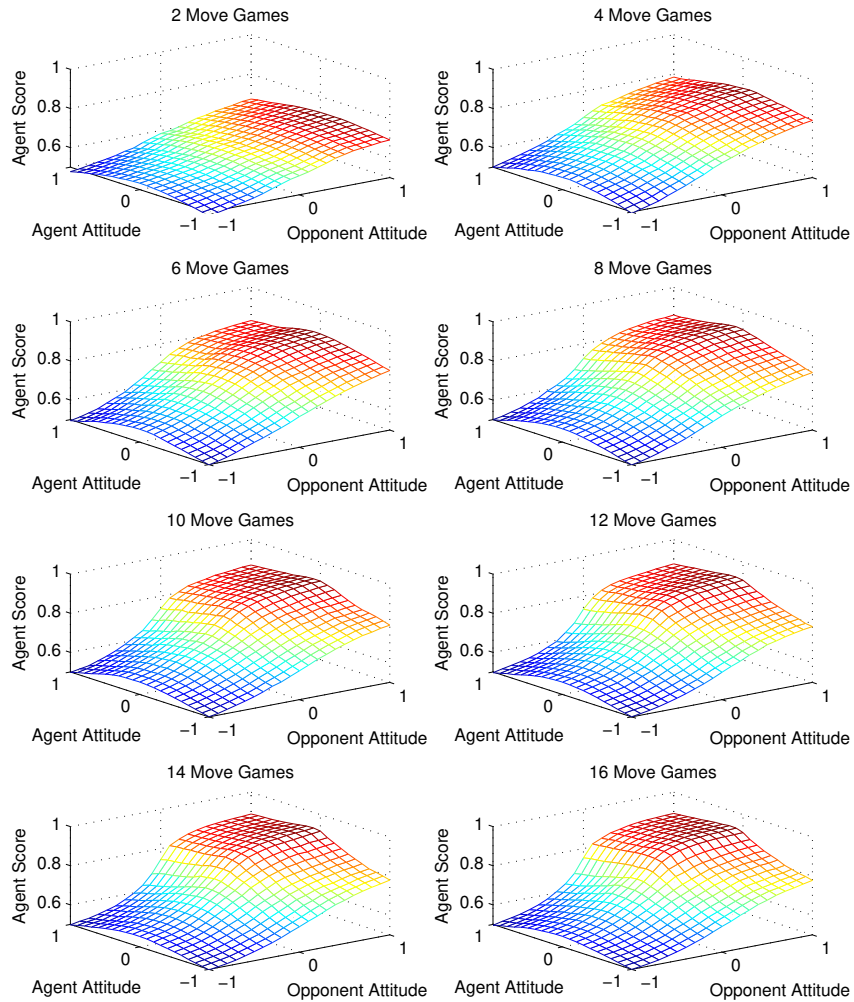 2 Move Games
1
0.8
0.6
Agent Score
1
0
−1
Agent Attitude
−1
0
1
Opponent Attitude
4 Move Games
1
0.8
0.6
Agent Score
1
0
−1
Agent Attitude
−1
0
1
Opponent Attitude
6 Move Games
1
0.8
0.6
Agent Score
1
0
−1
Agent Attitude
−1
0
1
Opponent Attitude
8 Move Games
1
0.8
0.6
Agent Score
1
0
−1
Agent Attitude
−1
0
1
Opponent Attitude
10 Move Games
1
0.8
0.6
Agent Score
1
0
−1
Agent Attitude
−1
0
1
Opponent Attitude
12 Move Games
1
0.8
0.6
Agent Score
1
0
−1
Agent Attitude
−1
0
1
Opponent Attitude
14 Move Games
1
0.8
0.6
Agent Score
1
0
−1
Agent Attitude
−1
0
1
Opponent Attitude
16 Move Games
1
0.8
0.6
Agent Score
1
0
−1
Agent Attitude
−1
0
1
Opponent Attitude